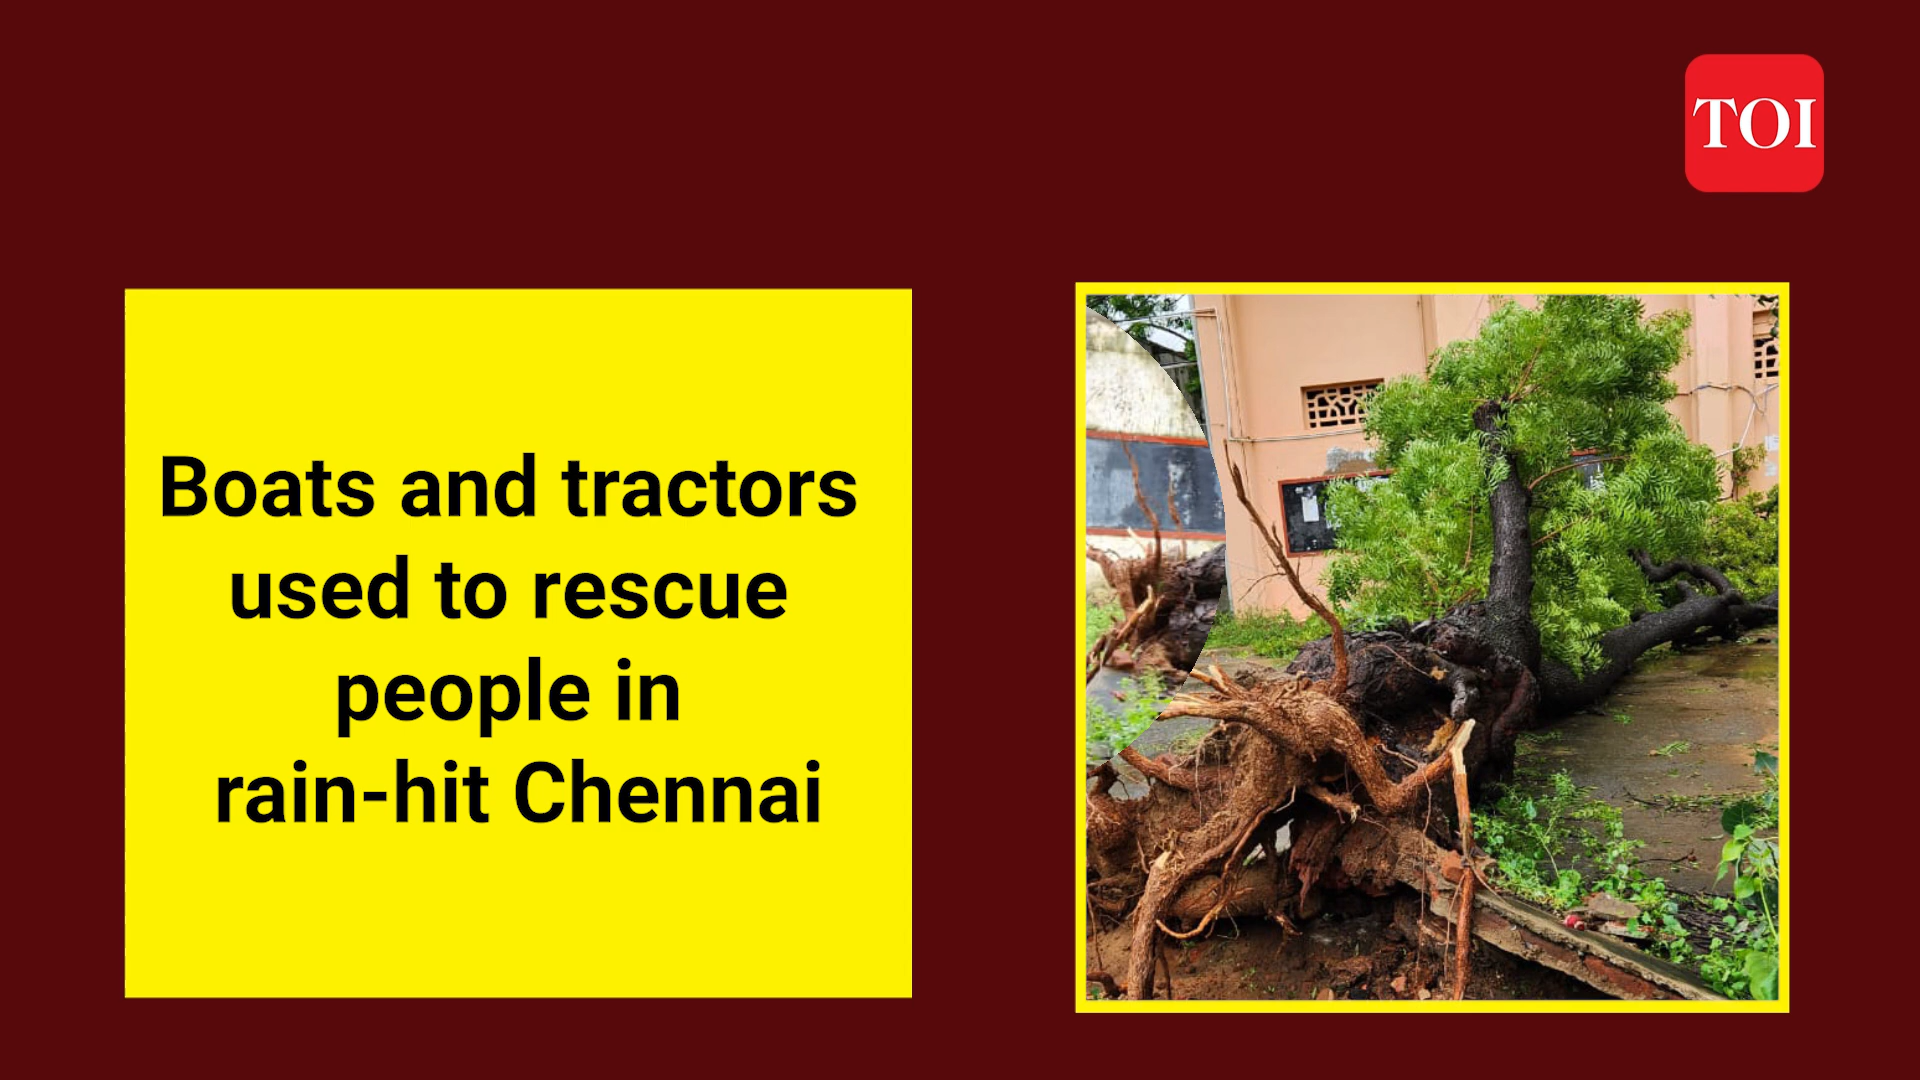 TOI
Boats and tractors
used to rescue
people in
rain-hit Chennai